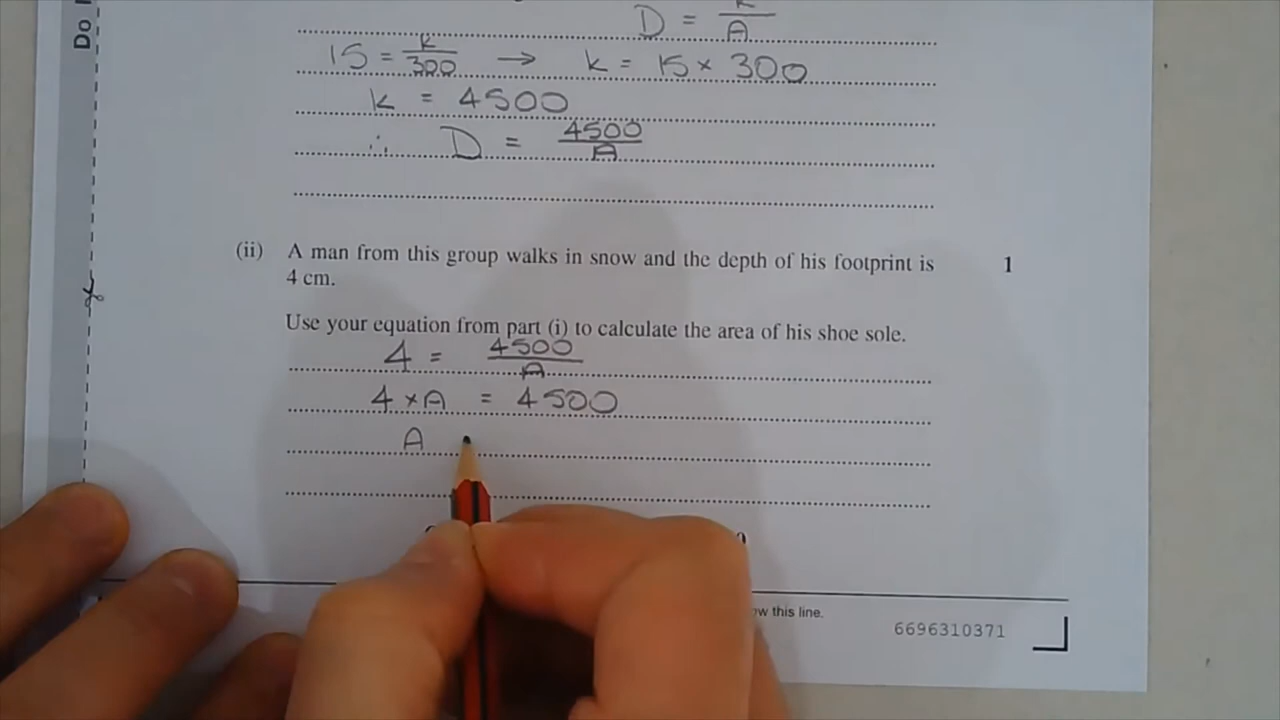 Do
D = k/A
15 = k/300 → k = 15 × 300
k = 4500
∴ D = 4500/A
(ii) A man from this group walks in snow and the depth of his footprint is 1
4 cm.
Use your equation from part (i) to calculate the area of his shoe sole.
4 = 4500/A
4 × A = 4500
A
this line.
6696310371